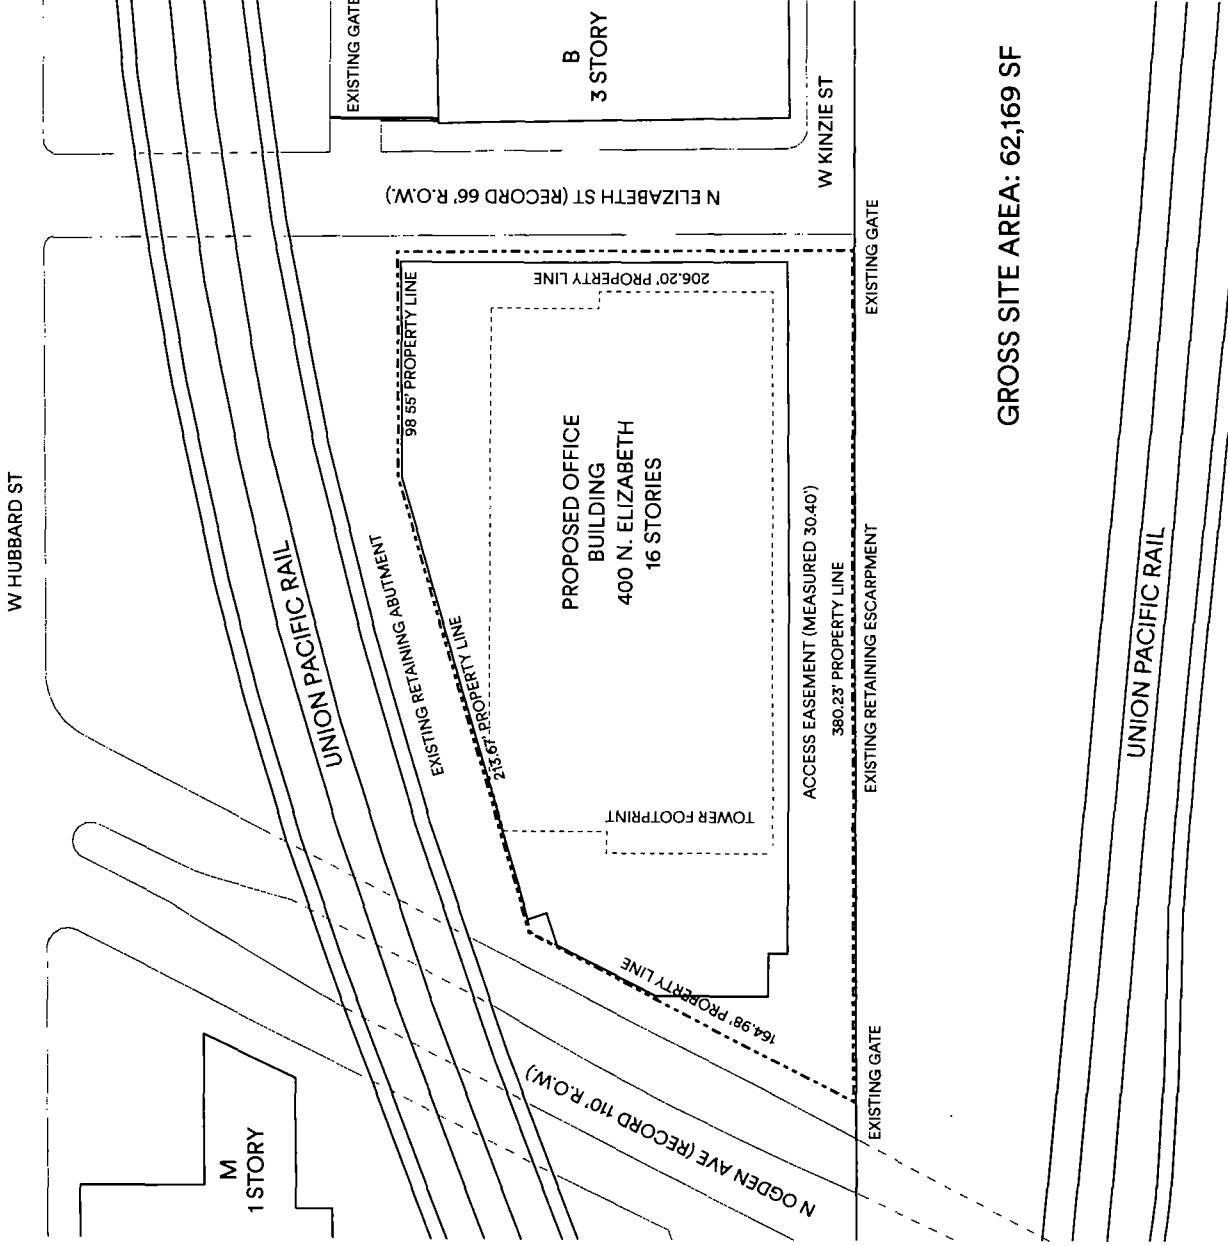 W HUBBARD ST
EXISTING GATE
B
3 STORY
W KINZIE ST
N ELIZABETH ST (RECORD 66' R.O.W.)
EXISTING GATE
GROSS SITE AREA: 62,169 SF
206.20' PROPERTY LINE
98 55' PROPERTY LINE
UNION PACIFIC RAIL
EXISTING RETAINING ABUTMENT
213.67' PROPERTY LINE
PROPOSED OFFICE
BUILDING
400 N. ELIZABETH
16 STORIES
ACCESS EASEMENT (MEASURED 30.40')
380.23' PROPERTY LINE
EXISTING RETAINING ESCARPMENT
UNION PACIFIC RAIL
TOWER FOOTPRINT
164.98' PROPERTY LINE
EXISTING GATE
N OGDEN AVE (RECORD 110' R.O.W.)
M
1 STORY